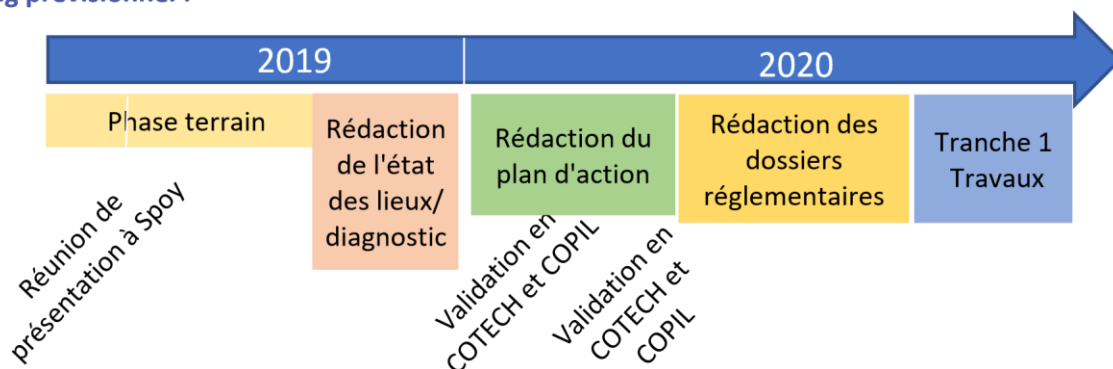 prévisionnel :
2019
2020
Phase terrain
Rédaction
de l'état
des lieux/
diagnostic
Rédaction du
plan d'action
Rédaction des
dossiers
réglementaires
Tranche 1
Travaux
Réunion de
présentation à Spoy
Validation en
COTECH et COPIL
Validation en
COTECH et
COPIL